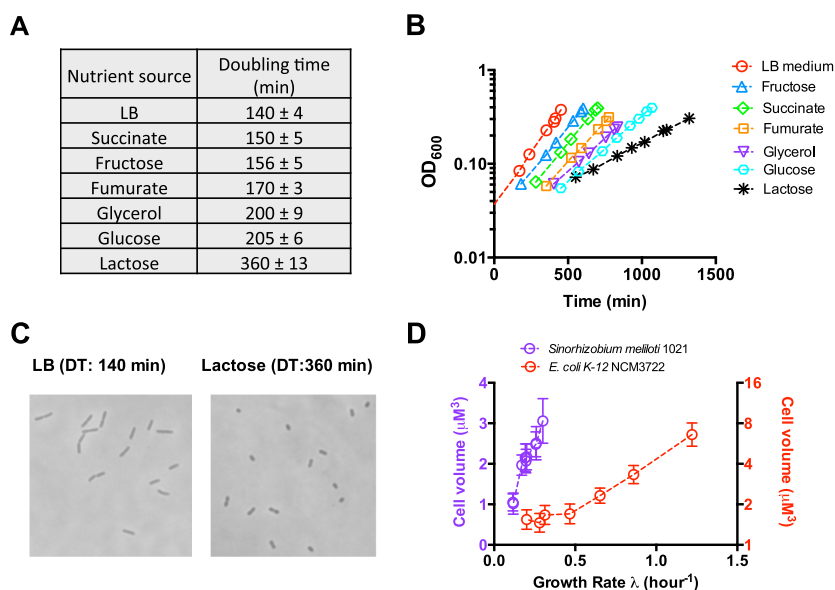 A
Nutrient source
Doubling time
(min)
LB
140 ± 4
Succinate
150 ± 5
Fructose
156 ± 5
Fumurate
170 ± 3
Glycerol
200 ± 9
Glucose
205 ± 6
Lactose
360 ± 13
B
1
0.10
0.01
OD600
0
500
1000
1500
Time (min)
LB medium
Fructose
Succinate
Fumurate
Glycerol
Glucose
Lactose
C
LB (DT: 140 min)
Lactose (DT:360 min)
D
Sinorhizobium meliloti 1021
E. coli K-12 NCM3722
4
3
2
1
0
Cell volume (μM3)
16
8
4
2
1
Cell volume
(μM3)
0.0
0.5
1.0
1.5
Growth Rate λ (hour-1)